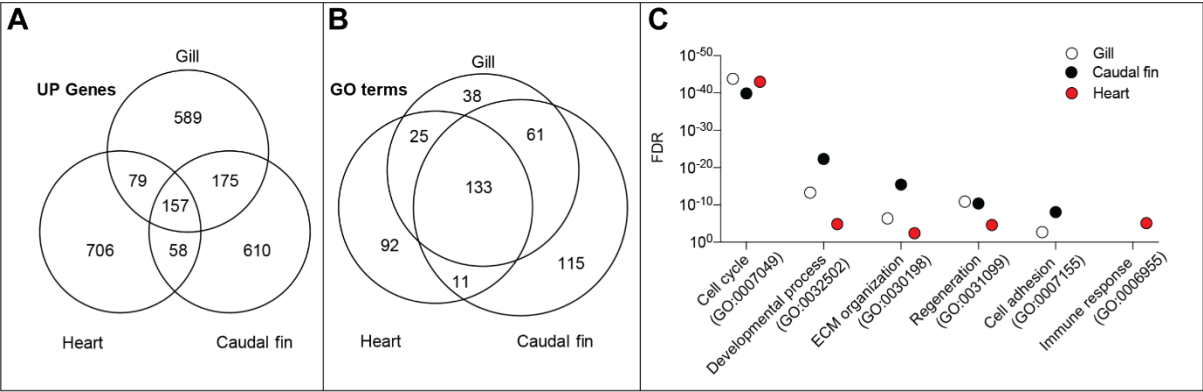 A
UP Genes
Gill
589
79
175
157
706
58
610
Heart
Caudal fin
B
GO terms
Gill
38
25
61
133
92
11
115
Heart
Caudal fin
C
FDR
10⁻⁵⁰
10⁻⁴⁰
10⁻³⁰
10⁻²⁰
10⁻¹⁰
10⁰
Gill
Caudal fin
Heart
Cell cycle
(GO:0007049)
Developmental process
(GO:0032502)
ECM organization
(GO:0030198)
Regeneration
(GO:0031099)
Cell adhesion
(GO:0007155)
Immune response
(GO:0006955)